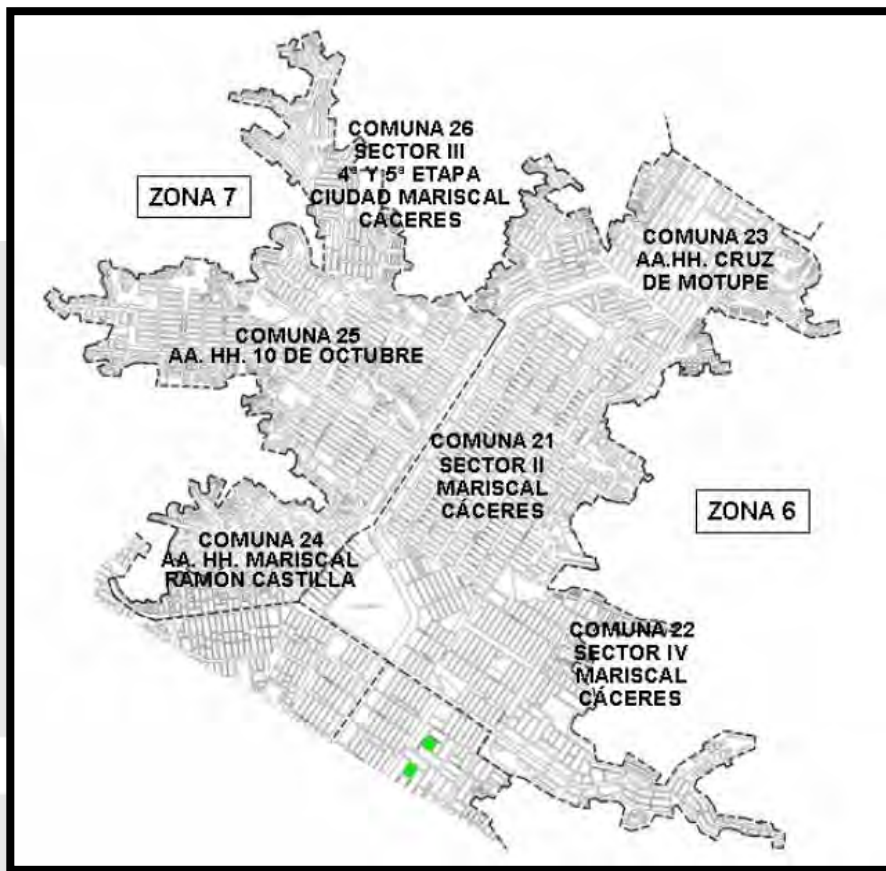 COMUNA 26
SECTOR III
4ª Y 5ª ETAPA
CIUDAD MARISCAL
CÁCERES
ZONA 7
COMUNA 23
AA.HH. CRUZ
DE MOTUPE
COMUNA 25
AA. HH. 10 DE OCTUBRE
COMUNA 21
SECTOR II
MARISCAL
CÁCERES
ZONA 6
COMUNA 24
AA. HH. MARISCAL
RAMÓN CASTILLA
COMUNA 22
SECTOR IV
MARISCAL
CÁCERES